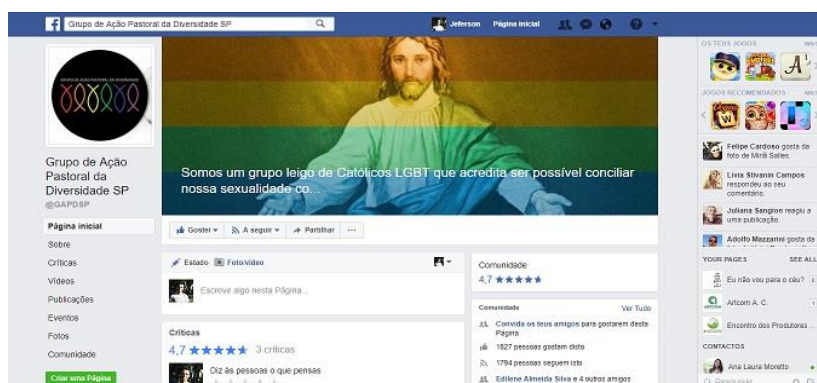 Grupo de Ação Pastoral da Diversidade SP
Jeferson Página inicial
GRUPO DE AÇÃO PASTORAL DA DIVERSIDADE
Grupo de Ação
Pastoral da
Diversidade SP
@GAPDSP
Página inicial
Sobre
Críticas
Vídeos
Publicações
Eventos
Fotos
Comunidade
Criar uma Página
Somos um grupo leigo de Católicos LGBT que acredita ser possível conciliar
nossa sexualidade co...
Gostei A seguir Partilhar ...
Estado Foto/vídeo
Escreve algo nesta Página...
Críticas
4,7 ★★★★★ 3 críticas
Diz às pessoas o que pensas
Comunidade
4,7 ★★★★★
Comunidade Ver Tudo
Convida os teus amigos para gostarem desta
Página
1827 pessoas gostam disto
1794 pessoas seguem isto
Edilene Almeida Silva e 4 outros amigos
OS TEUS JOGOS
JOGOS RECOMENDADOS
Felipe Cardoso gosta da
foto de Mirã Salles.
Livia Stivanin Campos
respondeu ao seu
comentário.
Juliana Sangion reagiu a
uma publicação.
Adolfo Mazzarini gosta da
YOUR PAGES SEE ALL
Eu não vou para o céu?
Artcom A. C.
Encontro dos Produtores ...
CONTACTOS
Ana Laura Moretto
Pesquisar